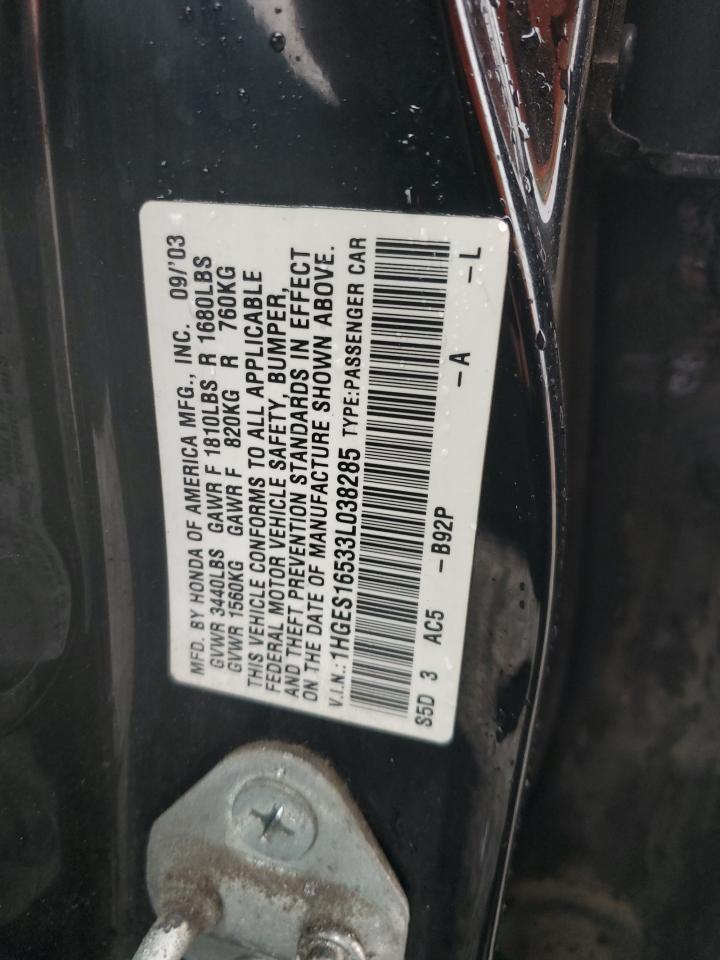 MFD. BY HONDA OF AMERICA MFG., INC. 09/'03
GVWR 3440LBS GAWR F 1810LBS R 1680LBS
GVWR 1560KG GAWR F 820KG R 760KG
THIS VEHICLE CONFORMS TO ALL APPLICABLE
FEDERAL MOTOR VEHICLE SAFETY, BUMPER,
AND THEFT PREVENTION STANDARDS IN EFFECT
ON THE DATE OF MANUFACTURE SHOWN ABOVE.
V.I.N.: 1HGES16533L038285 TYPE:PASSENGER CAR
S5D 3 AC5 -B92P -A -L